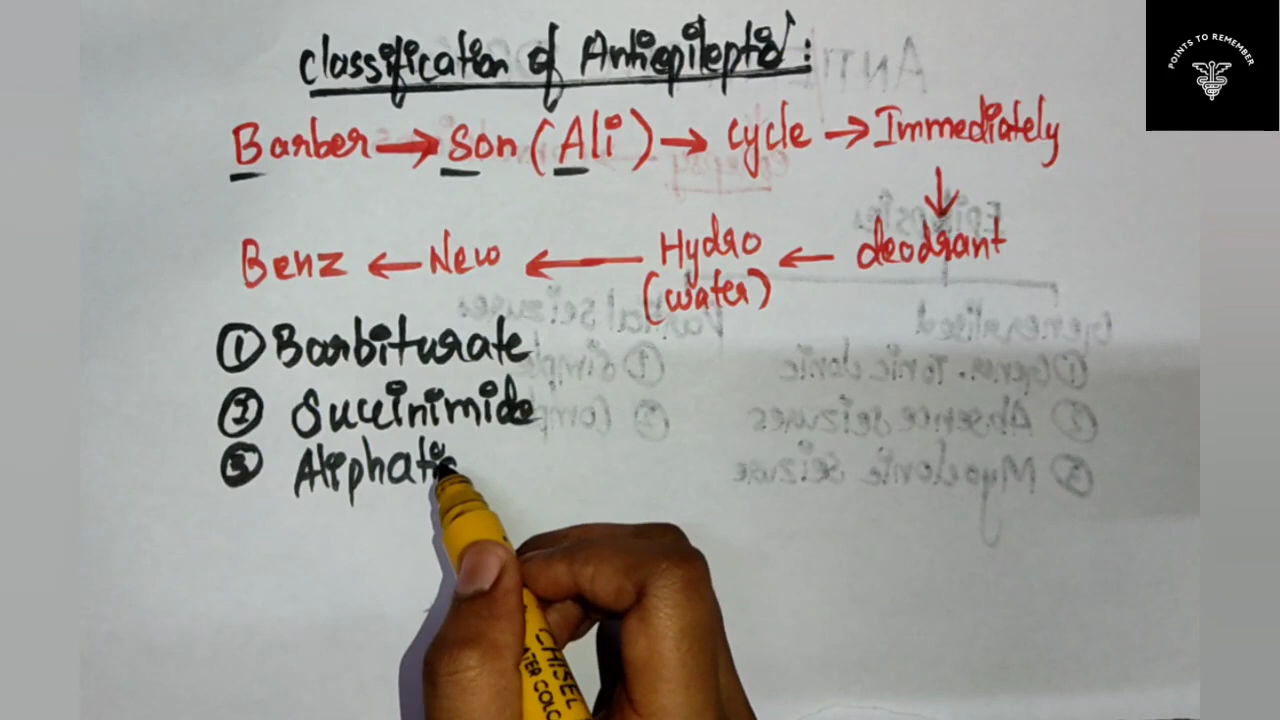 POINTS TO REMEMBER
Classification of Antiepileptic:
Barber → Son (Ali) → Cycle → Immediately
↓
Benz ← New ← Hydro ← deodrant
(water)
① Barbiturate
② Succinimide
③ Aliphatic
CHISEL